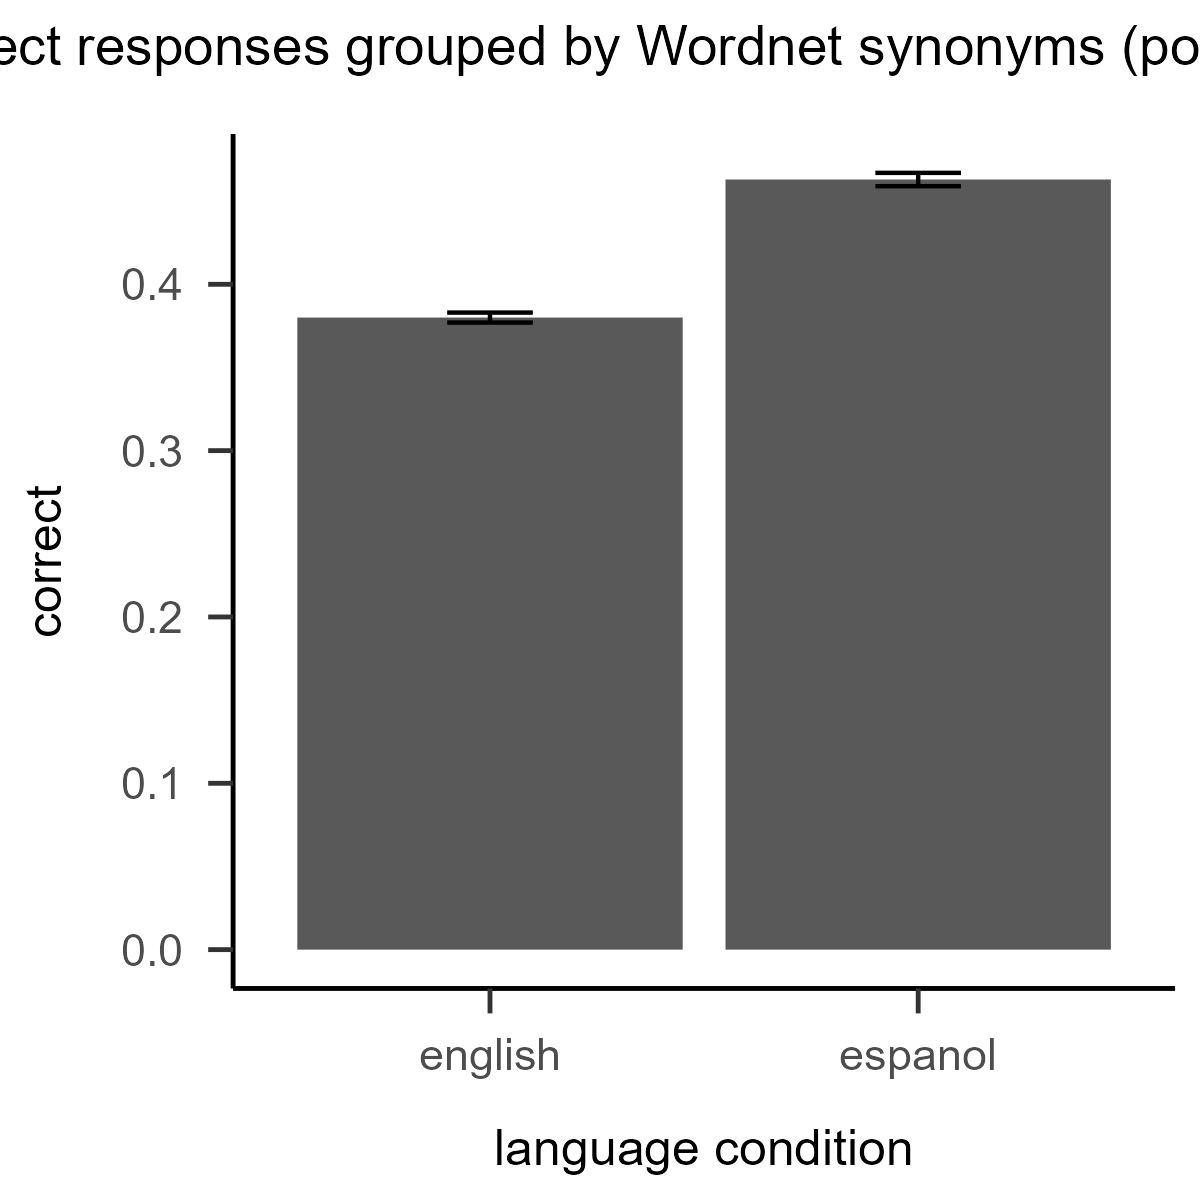 ect responses grouped by Wordnet synonyms (po
0.4
0.3
0.2
0.1
0.0
correct
english espanol
language condition